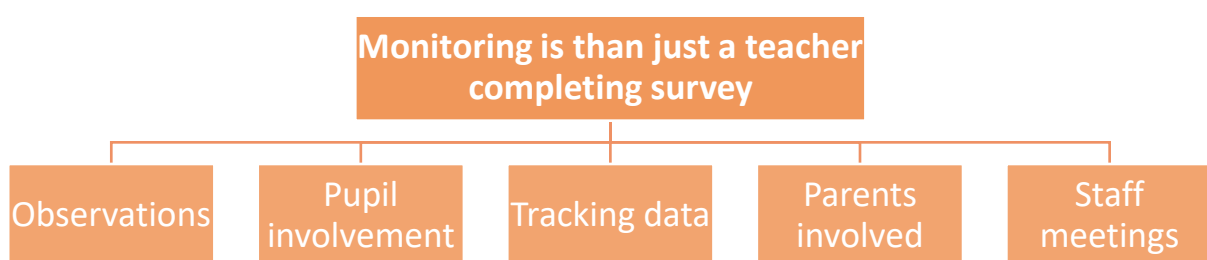 Monitoring is than just a teacher
completing survey
Observations
Pupil
involvement
Tracking data
Parents
involved
Staff
meetings